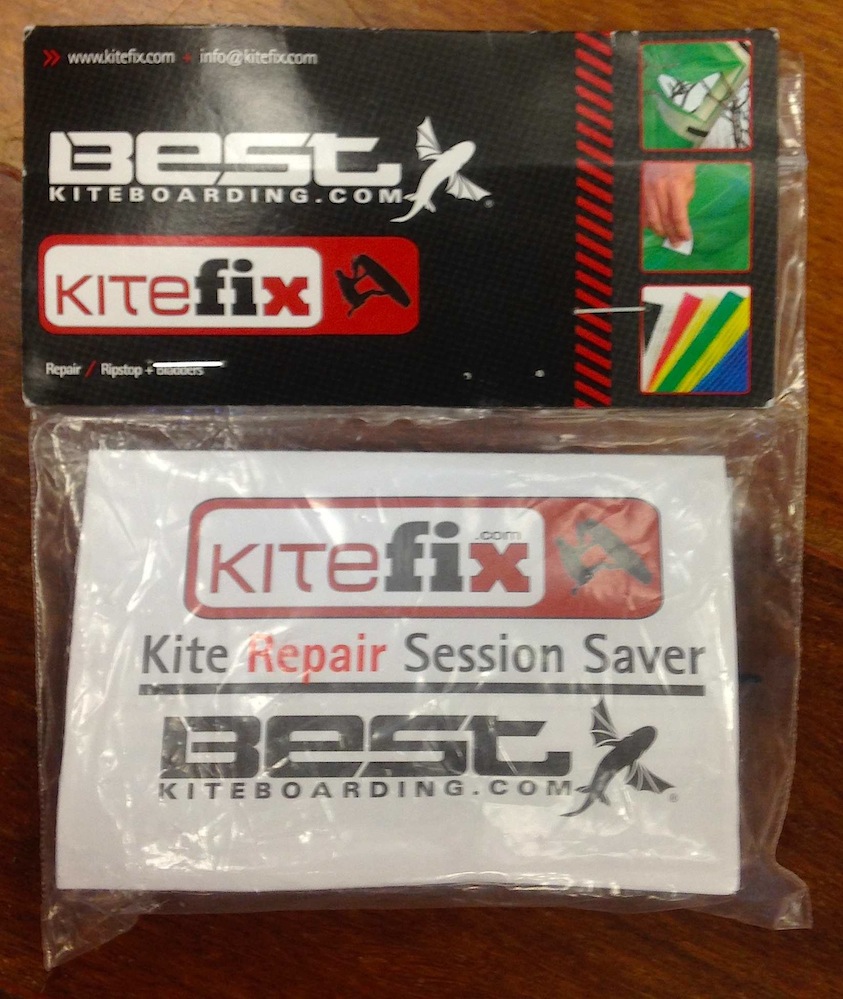 » www.kitefix.com + info@kitefix.com
BEST
KITEBOARDING.COM
KITEfix
Repair / Ripstop + Bladders
KITEfix
.com
Kite Repair Session Saver
BEST
KITEBOARDING.COM